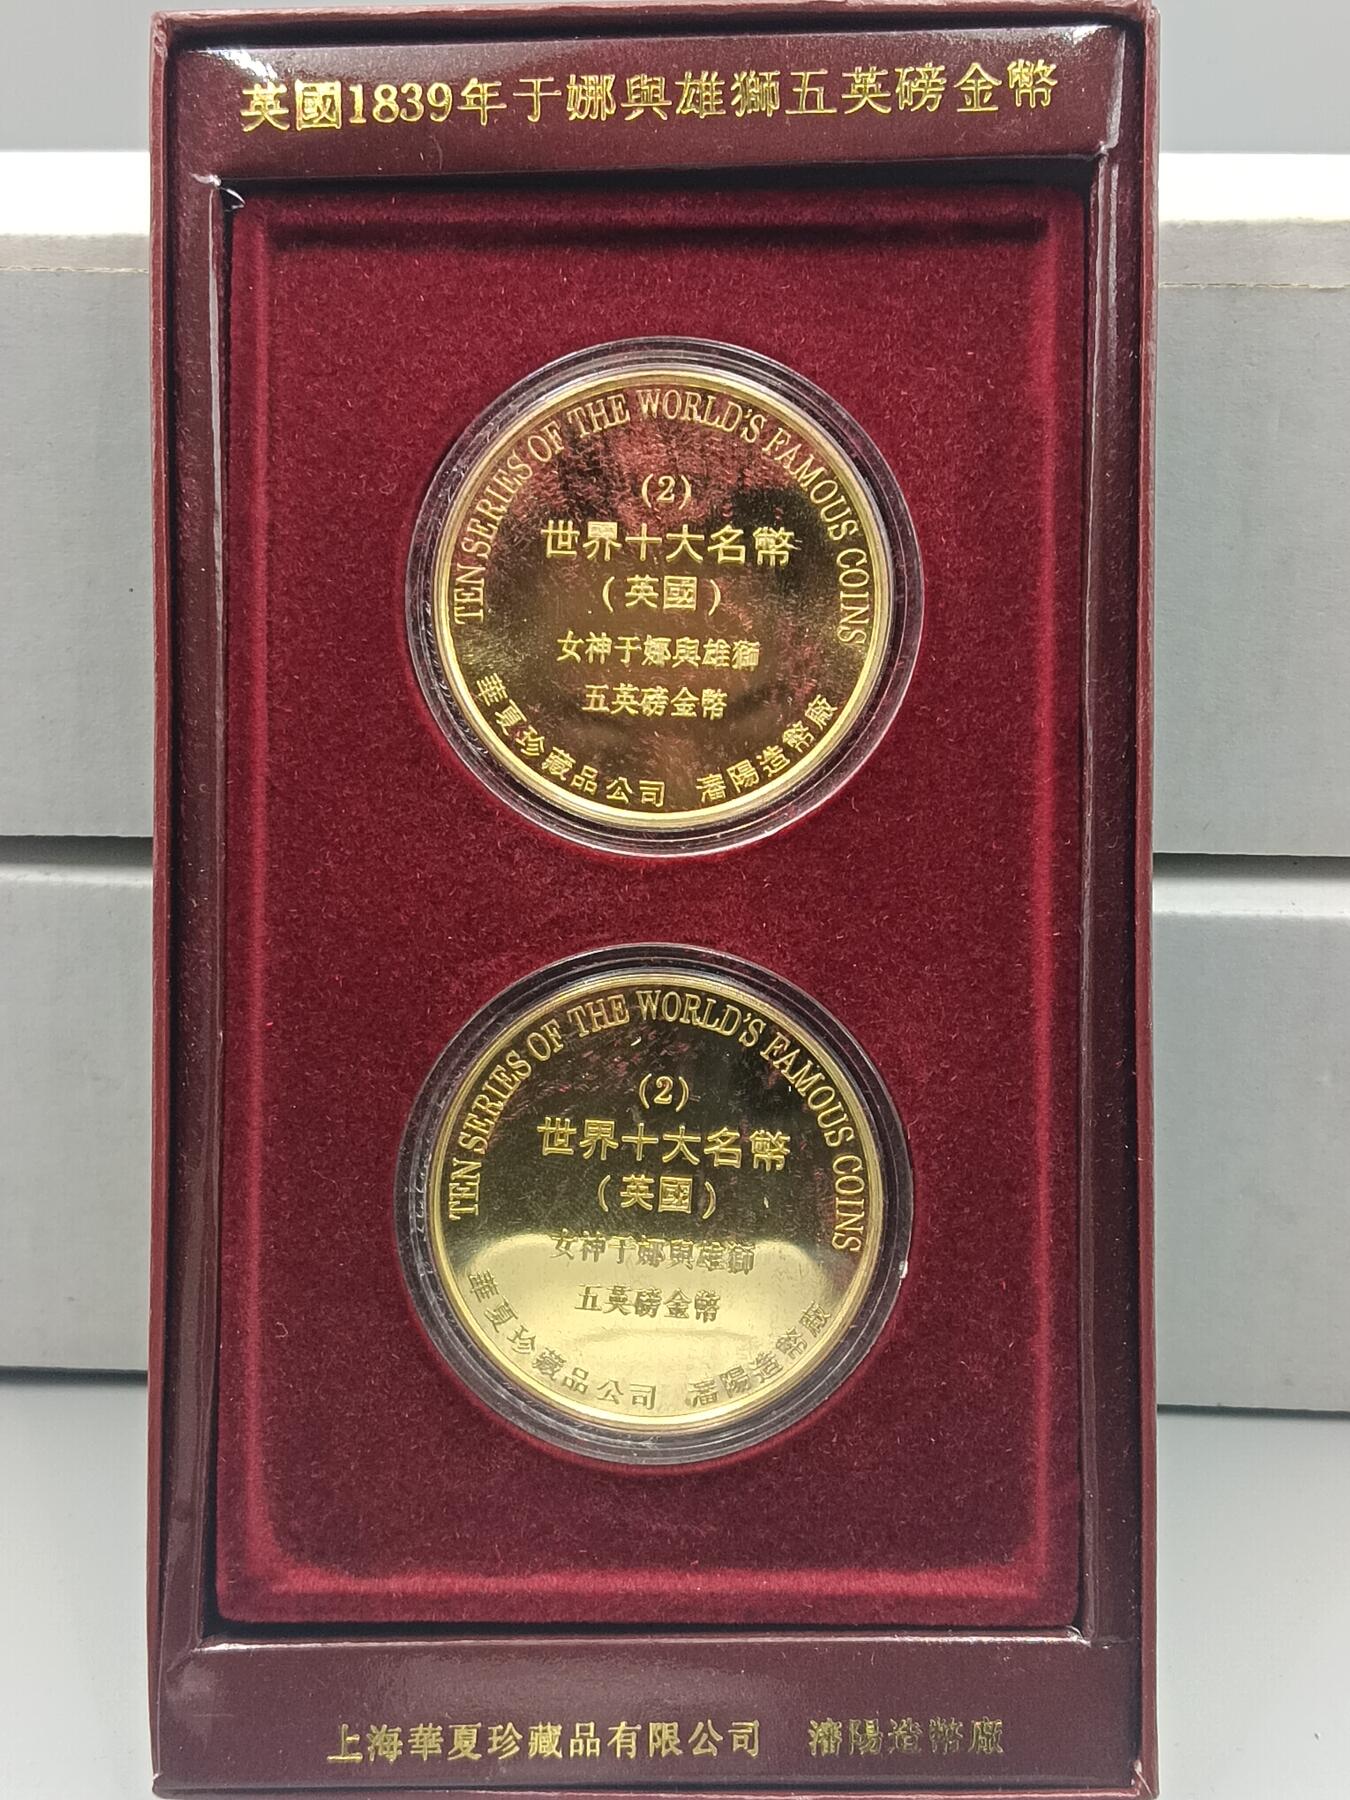 英國1839年于娜與雄獅五英磅金幣
TEN SERIES OF THE WORLD'S FAMOUS COINS
(2)
世界十大名幣
(英國)
女神于娜與雄獅
五英磅金幣
華夏珍藏品公司 瀋陽造幣廠
TEN SERIES OF THE WORLD'S FAMOUS COINS
(2)
世界十大名幣
(英國)
女神于娜與雄獅
五英磅金幣
華夏珍藏品公司 瀋陽造幣廠
上海華夏珍藏品有限公司 瀋陽造幣廠